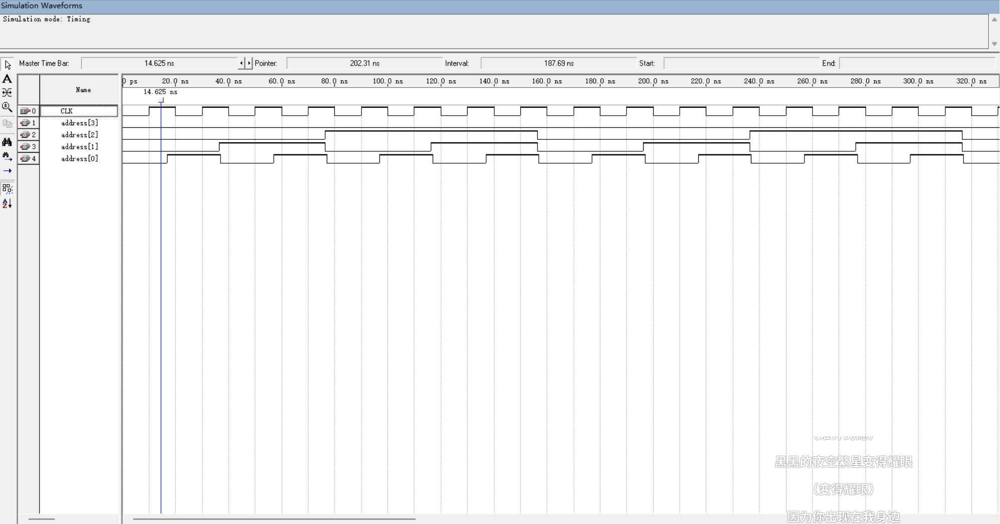 Simulation Waveforms
Simulation mode: Timing
Master Time Bar: 14.625 ns Pointer: 202.31 ns Interval: 187.69 ns Start: End:
0 ps 20.0 ns 40.0 ns 60.0 ns 80.0 ns 100.0 ns 120.0 ns 140.0 ns 160.0 ns 180.0 ns 200.0 ns 220.0 ns 240.0 ns 260.0 ns 280.0 ns 300.0 ns 320.0 ns
Name
14.625 ns
0 CLK
1 address[3]
2 address[2]
3 address[1]
4 address[0]
黑黑的夜空繁星变得耀眼
(变得耀眼)
因为你出现在我身边